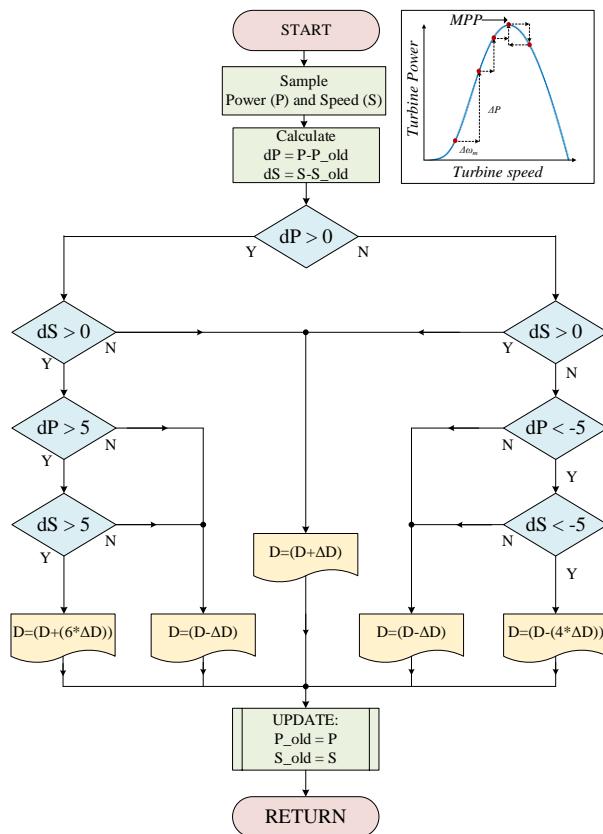 START
Sample
Power (P) and Speed (S)
Calculate
dP = P-P_old
dS = S-S_old
MPP
Turbine Power
ΔP
Δωm
Turbine speed
dP > 0
Y
N
dS > 0
N
Y
dS > 0
Y
N
dP > 5
N
Y
dP < -5
N
Y
dS > 5
N
Y
dS < -5
N
Y
D=(D+ΔD)
D=(D+(6*ΔD))
D=(D-ΔD)
D=(D-ΔD)
D=(D-(4*ΔD))
UPDATE:
P_old = P
S_old = S
RETURN